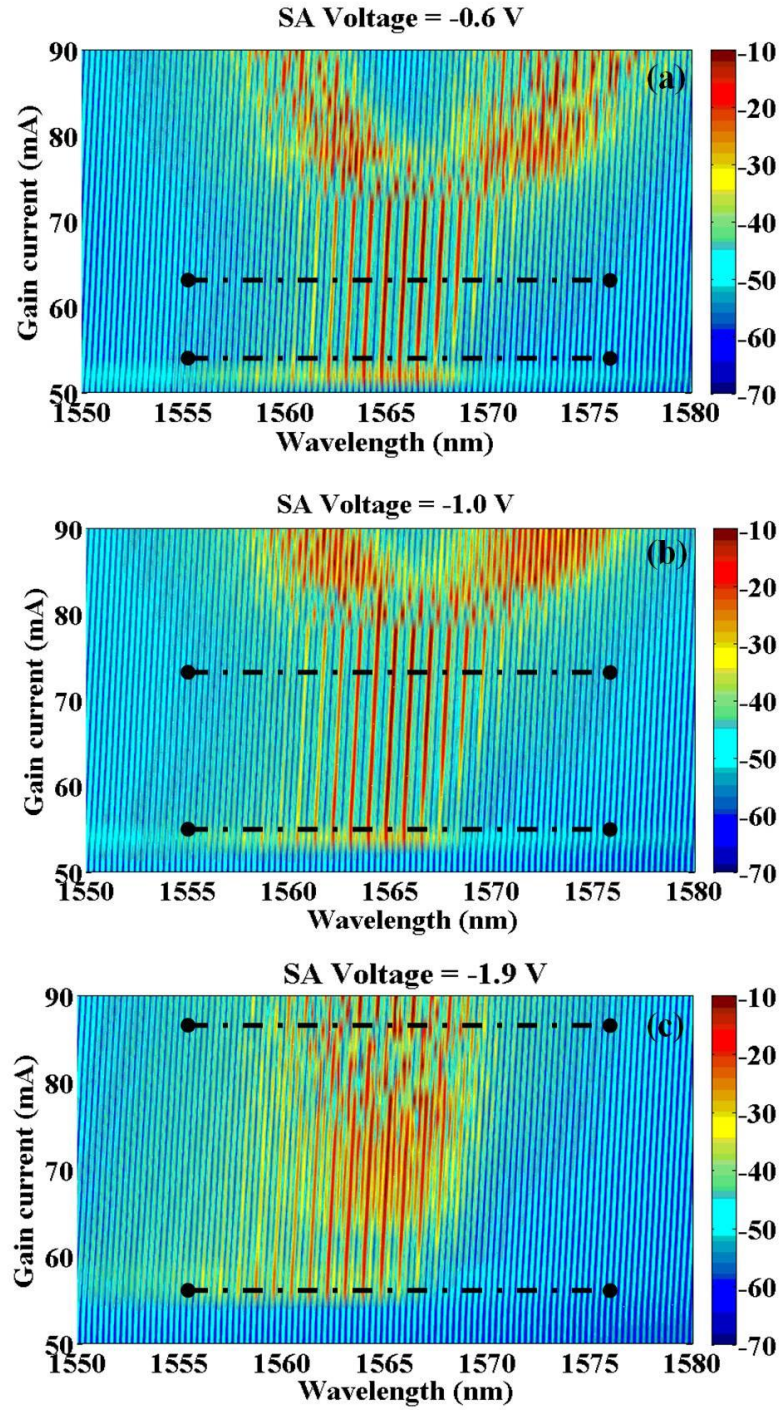 SA Voltage = -0.6 V
90
80
70
60
50
Gain current (mA)
(a)
-10
-20
-30
-40
-50
-60
-70
1550 1555 1560 1565 1570 1575 1580
Wavelength (nm)
SA Voltage = -1.0 V
90
80
70
60
50
Gain current (mA)
(b)
-10
-20
-30
-40
-50
-60
-70
1550 1555 1560 1565 1570 1575 1580
Wavelength (nm)
SA Voltage = -1.9 V
90
80
70
60
50
Gain current (mA)
(c)
-10
-20
-30
-40
-50
-60
-70
1550 1555 1560 1565 1570 1575 1580
Wavelength (nm)